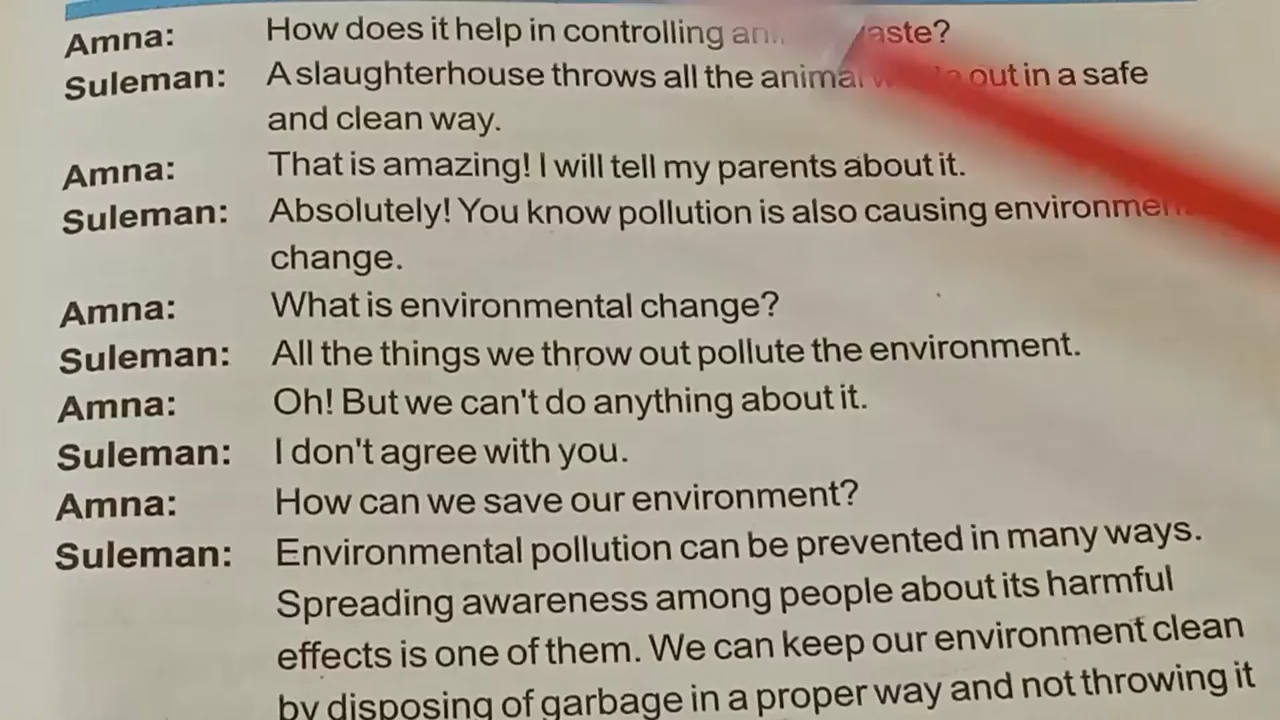 Amna: How does it help in controlling
Suleman: A slaughterhouse throws all the animal out in a safe
and clean way.
Amna: That is amazing! I will tell my parents about it.
Suleman: Absolutely! You know pollution is also causing
change.
Amna: What is environmental change?
Suleman: All the things we throw out pollute the environment.
Amna: Oh! But we can't do anything about it.
Suleman: I don't agree with you.
Amna: How can we save our environment?
Suleman: Environmental pollution can be prevented in many ways.
Spreading awareness among people about its harmful
effects is one of them. We can keep our environment clean
by disposing of garbage in a proper way and not throwing it